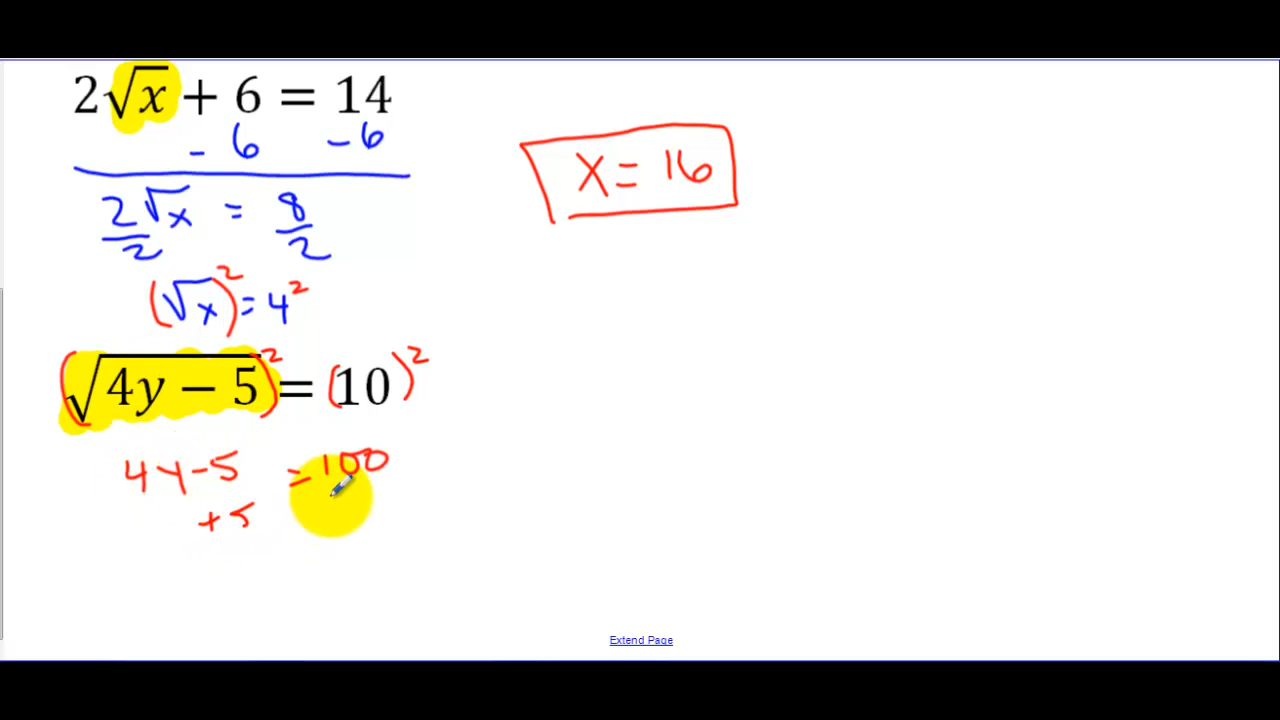 2√x + 6 = 14
- 6 -6
2√x = 8
2 2
(√x)² = 4²
X = 16
(√4y − 5)² = (10)²
4y-5 = 100
+5
Extend Page